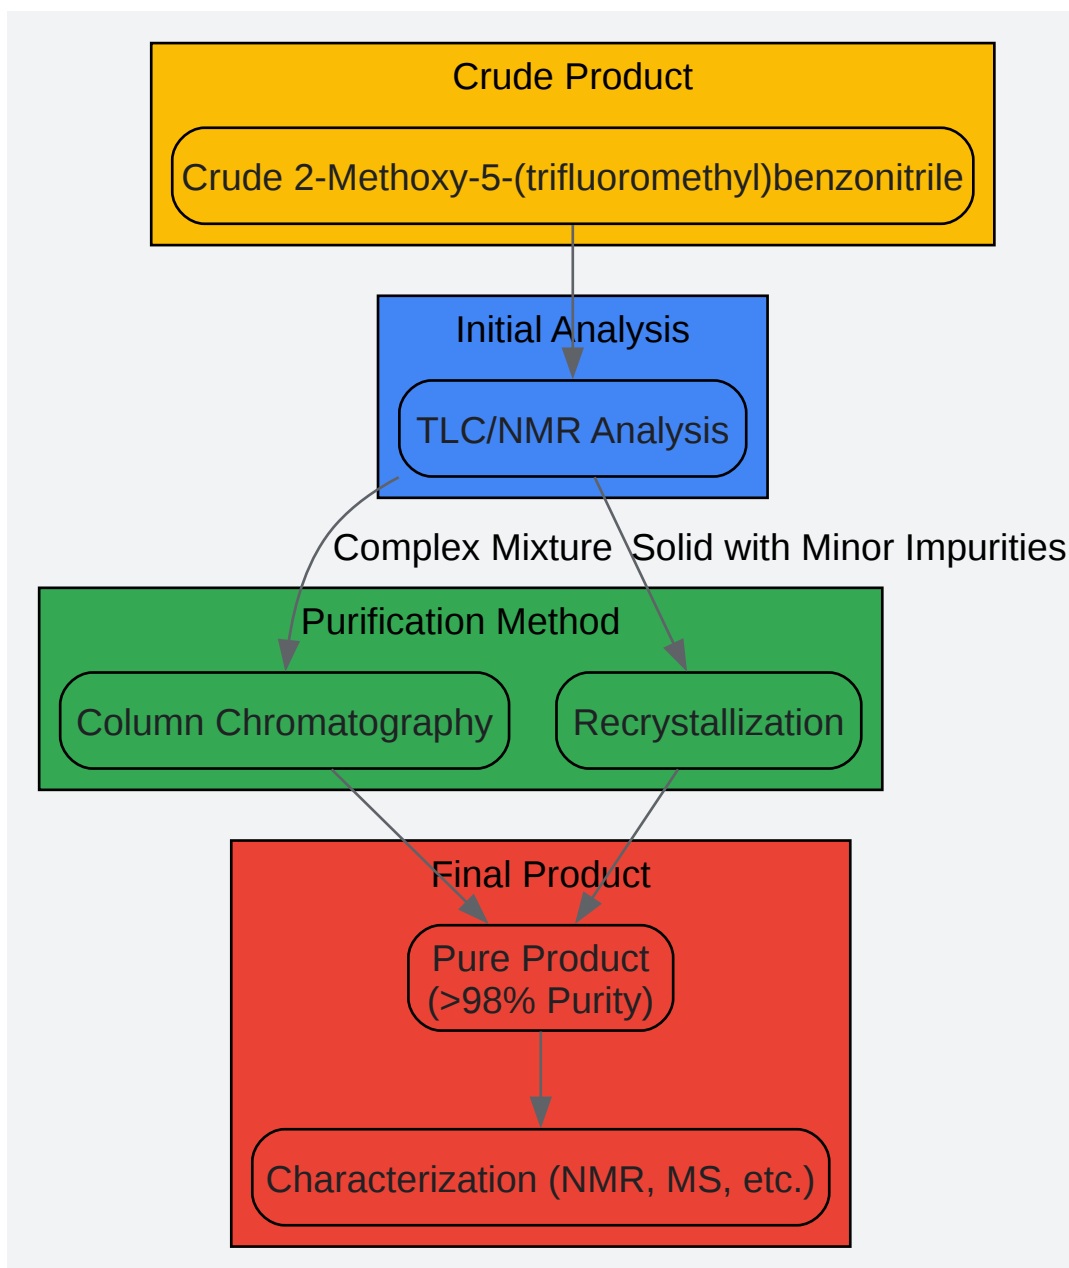 Crude Product
Crude 2-Methoxy-5-(trifluoromethyl)benzonitrile
Initial Analysis
TLC/NMR Analysis
Complex Mixture
Solid with Minor Impurities
Purification Method
Column Chromatography
Recrystallization
Final Product
Pure Product
(>98% Purity)
Characterization (NMR, MS, etc.)